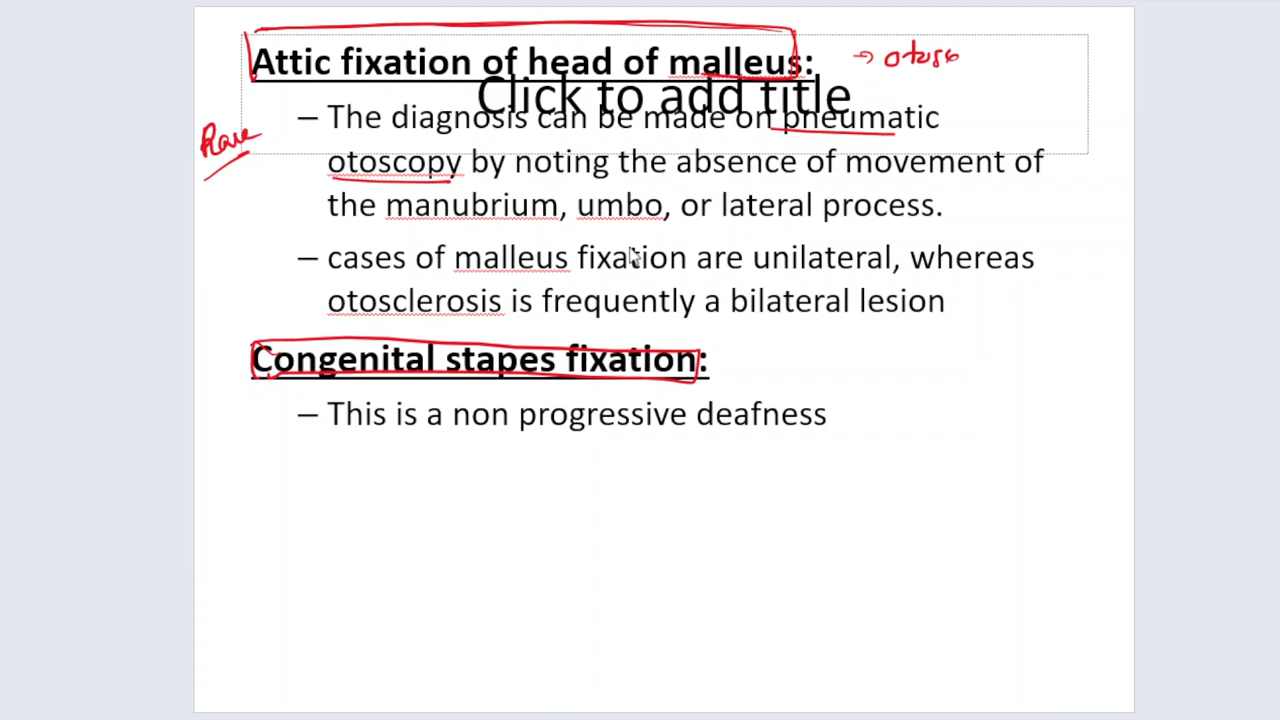 Attic fixation of head of malleus:
Click to add title
– The diagnosis can be made on pneumatic
otoscopy by noting the absence of movement of
the manubrium, umbo, or lateral process.
Rare
– cases of malleus fixation are unilateral, whereas
otosclerosis is frequently a bilateral lesion
Congenital stapes fixation:
– This is a non progressive deafness